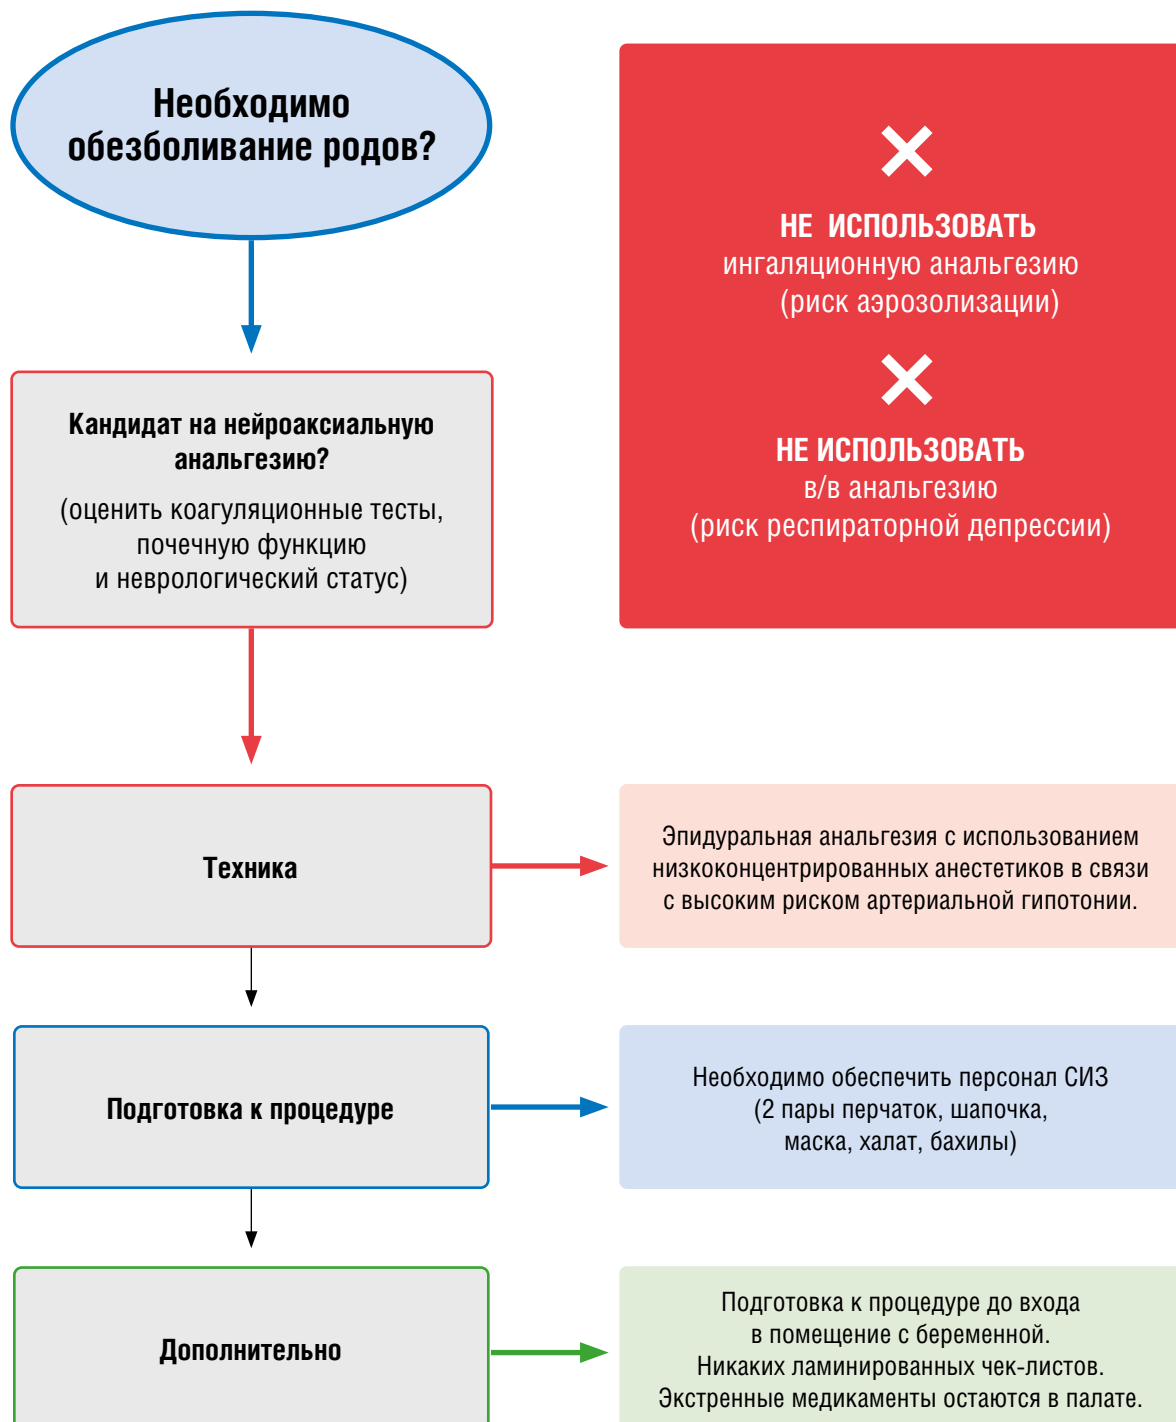 Необходимо
обезболивание родов?
НЕ ИСПОЛЬЗОВАТЬ
ингаляционную анальгезию
(риск аэрозолизации)
НЕ ИСПОЛЬЗОВАТЬ
в/в анальгезию
(риск респираторной депрессии)
Кандидат на нейроаксиальную
анальгезию?
(оценить коагуляционные тесты,
почечную функцию
и неврологический статус)
Техника
Эпидуральная анальгезия с использованием
низкоконцентрированных анестетиков в связи
с высоким риском артериальной гипотонии.
Подготовка к процедуре
Необходимо обеспечить персонал СИЗ
(2 пары перчаток, шапочка,
маска, халат, бахилы)
Дополнительно
Подготовка к процедуре до входа
в помещение с беременной.
Никаких ламинированных чек-листов.
Экстренные медикаменты остаются в палате.